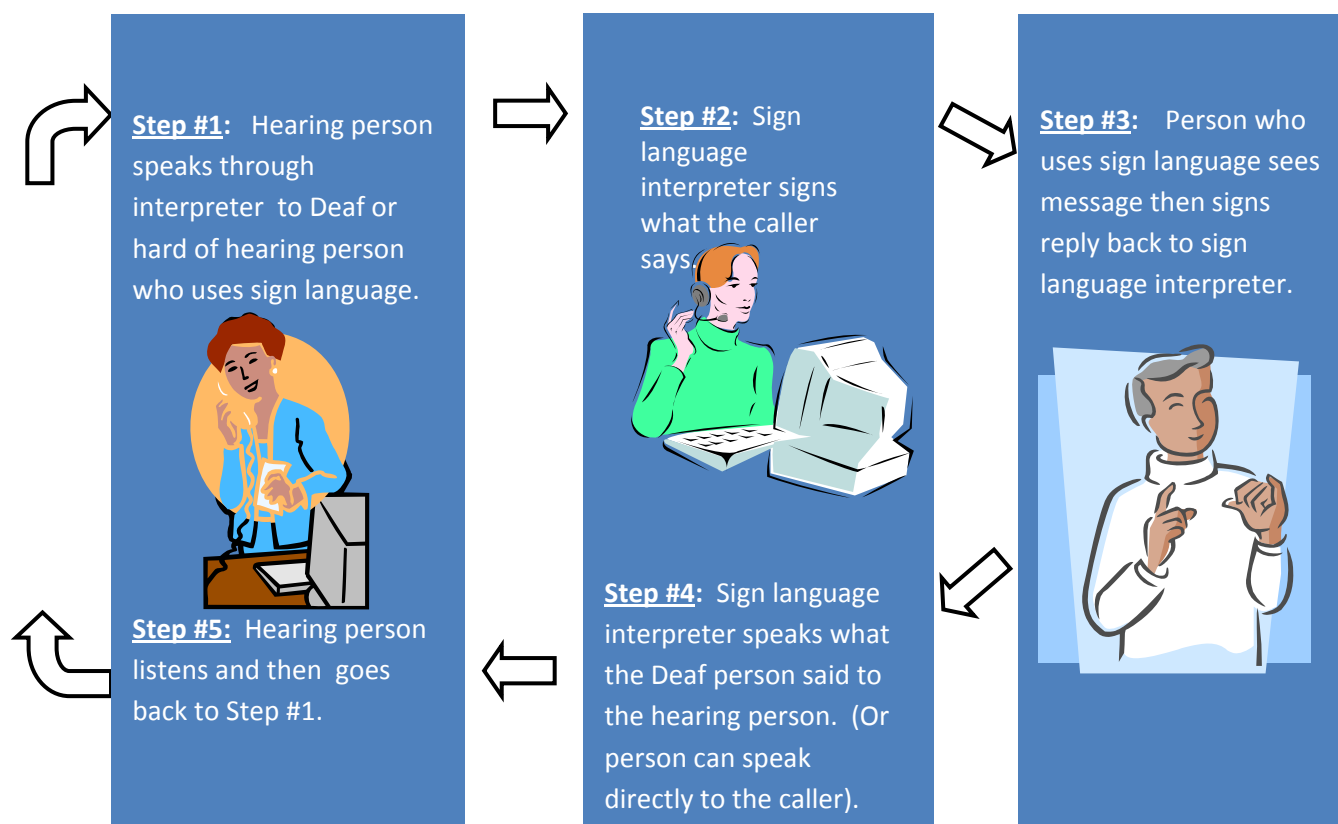 Step #1: Hearing person
speaks through
interpreter to Deaf or
hard of hearing person
who uses sign language.
Step #2: Sign
language
interpreter signs
what the caller
says.
Step #3: Person who
uses sign language sees
message then signs
reply back to sign
language interpreter.
Step #4: Sign language
interpreter speaks what
the Deaf person said to
the hearing person. (Or
person can speak
directly to the caller).
Step #5: Hearing person
listens and then goes
back to Step #1.